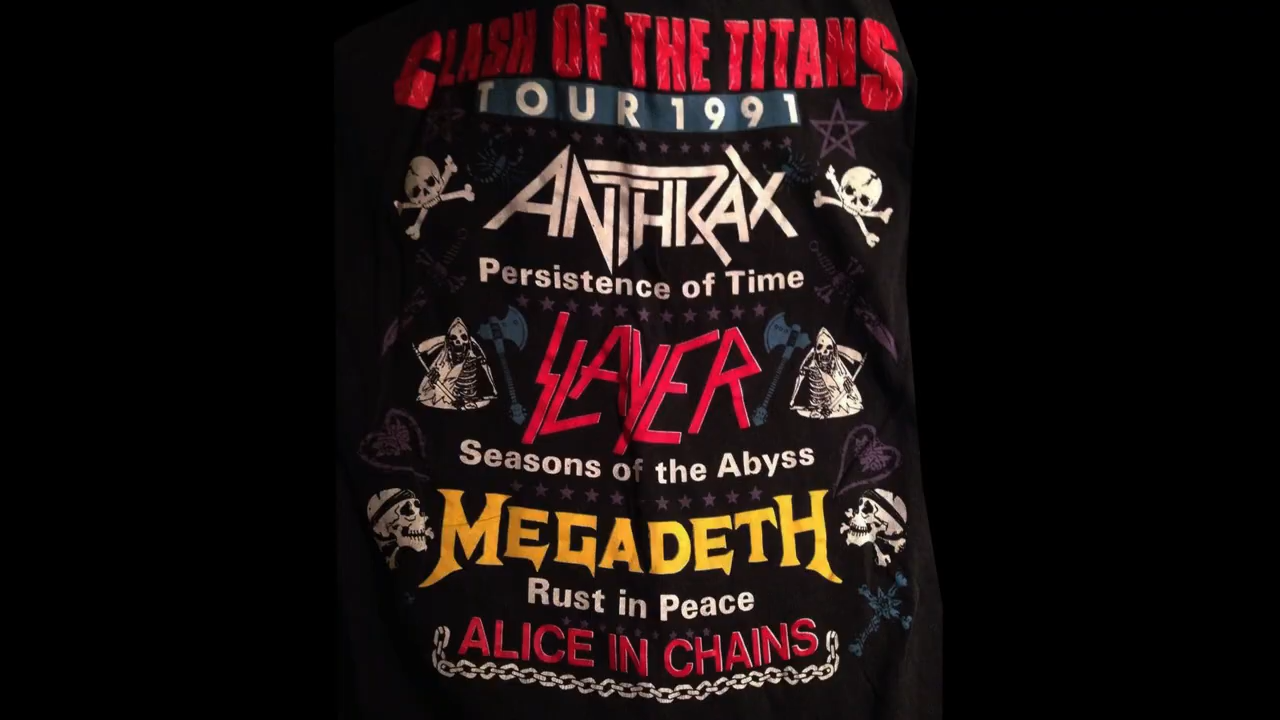 CLASH OF THE TITANS
TOUR 1991
ANTHRAX
Persistence of Time
SLAYER
Seasons of the Abyss
MEGADETH
Rust in Peace
ALICE IN CHAINS